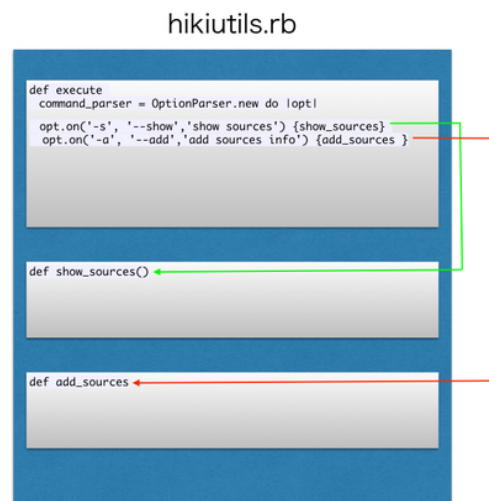 hikiutils.rb
def execute
command_parser = OptionParser.new do |opt|
opt.on('-s', '--show','show sources') {show_sources}
opt.on('-a', '--add','add sources info') {add_sources }
def show_sources()
def add_sources